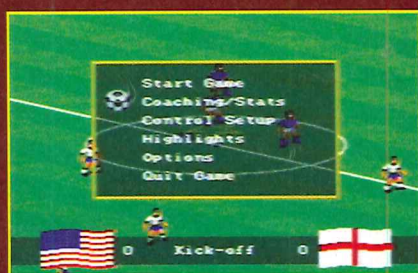 Start Game
Coaching/Stats
Control Setup
Highlights
Options
Quit Game
0 Kick-off 0